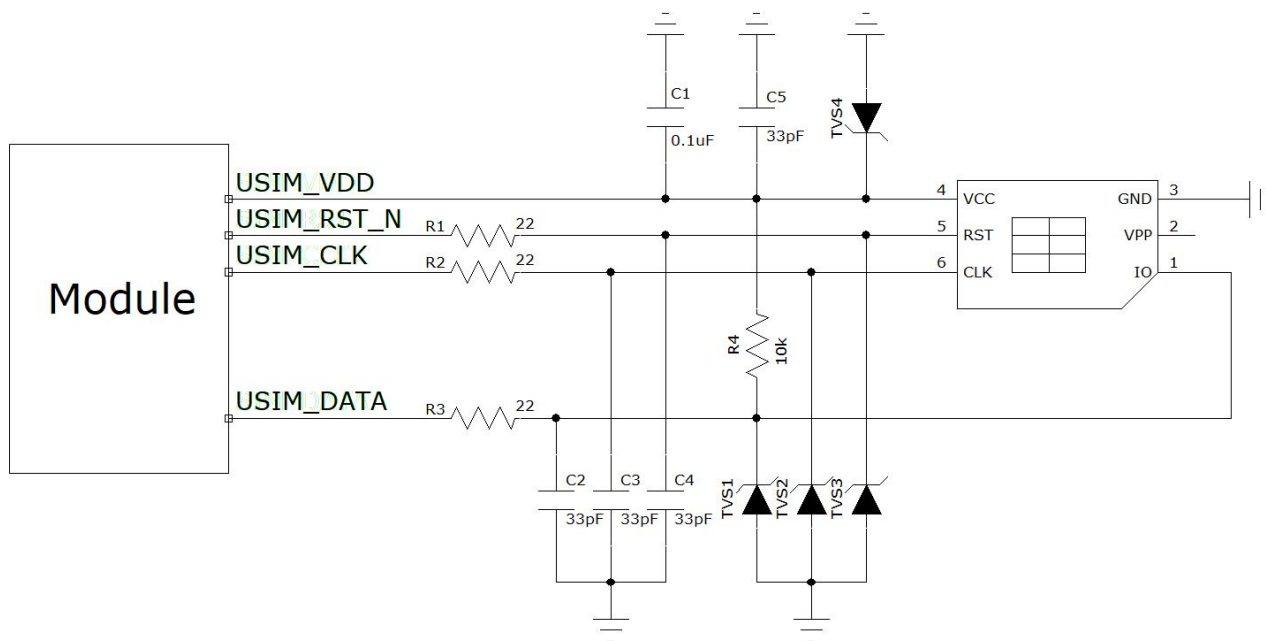 C1
0.1uF
C5
33pF
TVS4
USIM_VDD
USIM_RST_N
USIM_CLK
USIM_DATA
Module
R1 22
R2 22
R3 22
R4
10k
4 VCC
5 RST
6 CLK
GND 3
VPP 2
IO 1
C2
33pF
C3
33pF
C4
33pF
TVS1
TVS2
TVS3